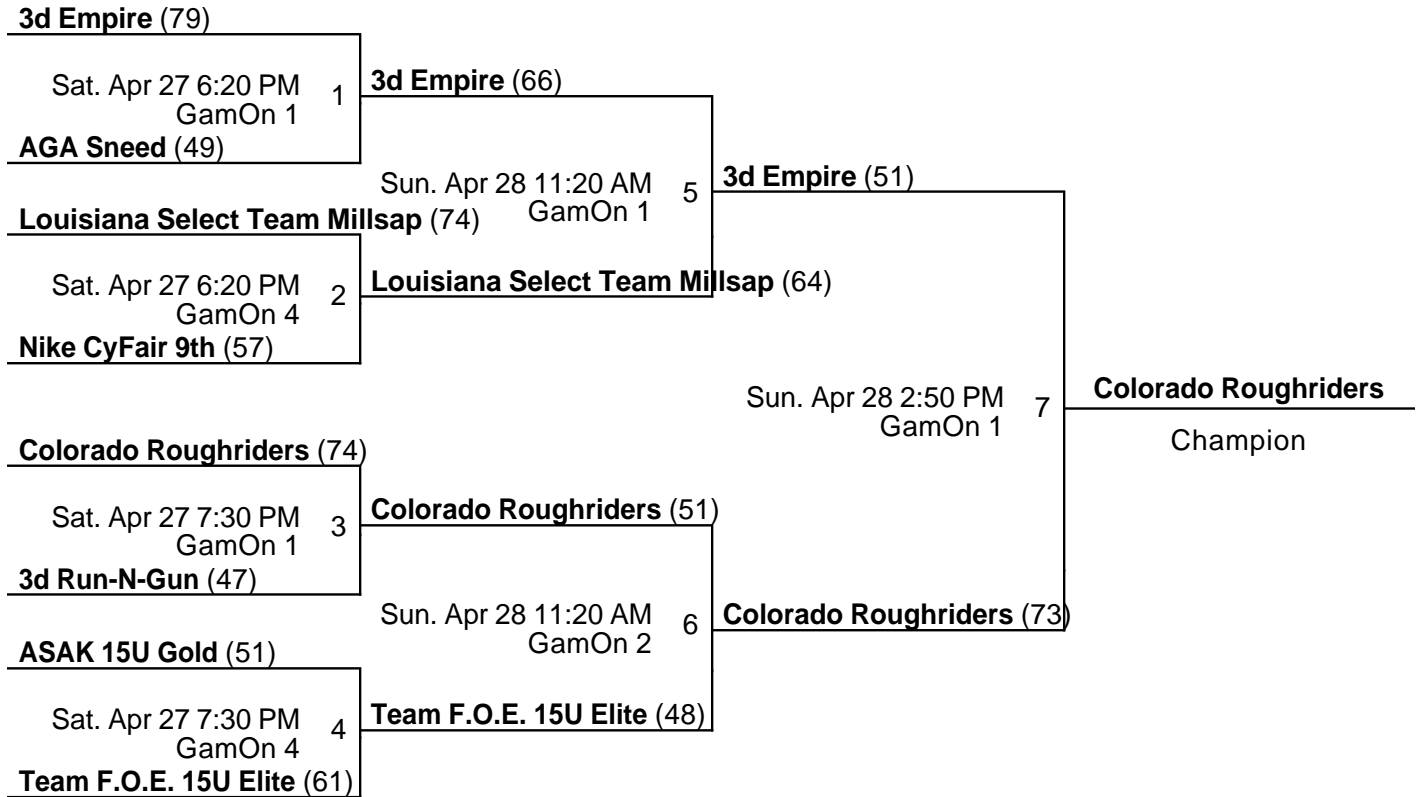 3d Empire (79)
Sat. Apr 27 6:20 PM
GamOn 1
1
AGA Sneed (49)
3d Empire (66)
Louisiana Select Team Millsap (74)
Sat. Apr 27 6:20 PM
GamOn 4
2
Nike CyFair 9th (57)
Sun. Apr 28 11:20 AM
GamOn 1
5
Louisiana Select Team Millsap (64)
3d Empire (51)
Colorado Roughriders (74)
Sat. Apr 27 7:30 PM
GamOn 1
3
3d Run-N-Gun (47)
Colorado Roughriders (51)
ASAK 15U Gold (51)
Sat. Apr 27 7:30 PM
GamOn 4
4
Team F.O.E. 15U Elite (61)
Sun. Apr 28 11:20 AM
GamOn 2
6
Team F.O.E. 15U Elite (48)
Colorado Roughriders (73)
Sun. Apr 28 2:50 PM
GamOn 1
7
Colorado Roughriders
Champion